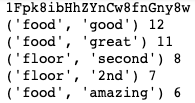 1Fpk8ibHhZYnCw8fnGny8w
('food', 'good') 12
('food', 'great') 11
('floor', 'second') 8
('floor', '2nd') 7
('food', 'amazing') 6